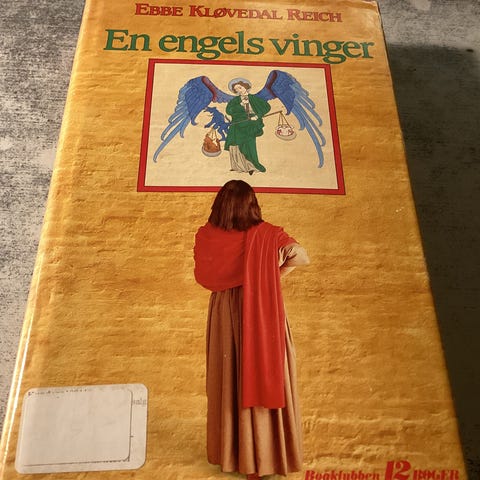 EBBE KLØVEDAL REICH
En engels vinger
Bogklubben 12 BØGER